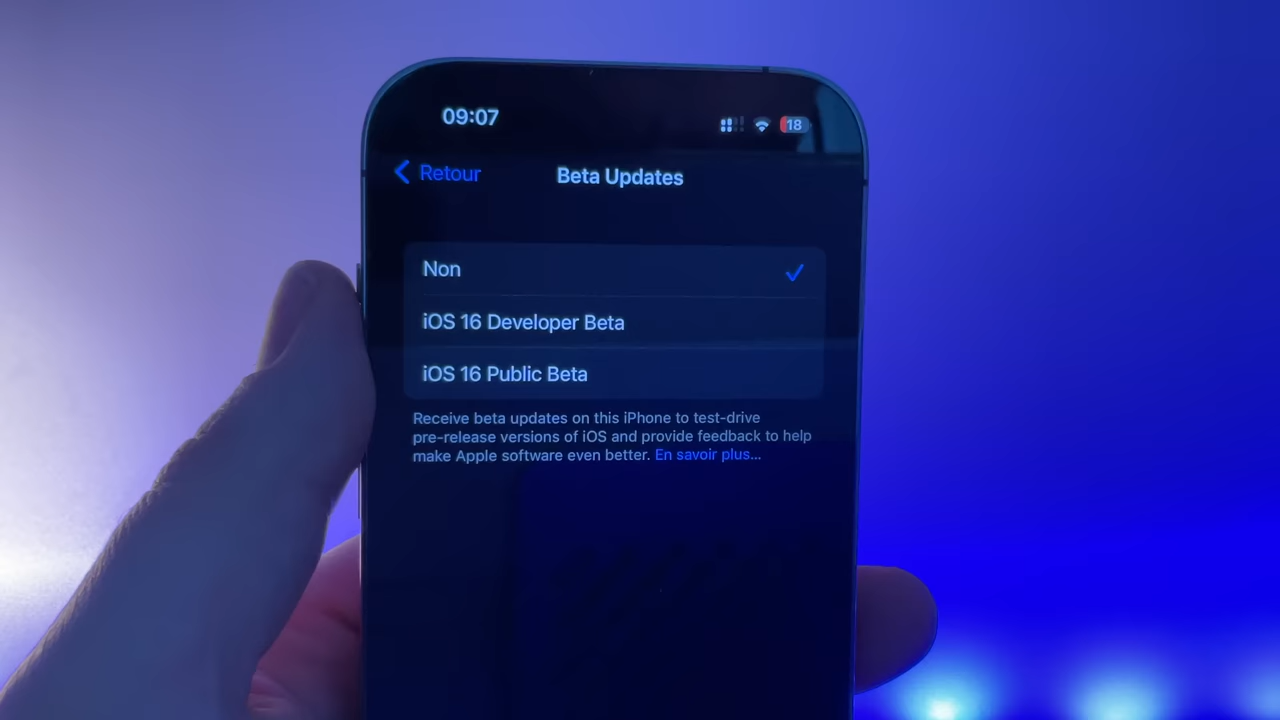 09:07
18
Retour
Beta Updates
Non
iOS 16 Developer Beta
iOS 16 Public Beta
Receive beta updates on this iPhone to test-drive
pre-release versions of iOS and provide feedback to help
make Apple software even better. En savoir plus...